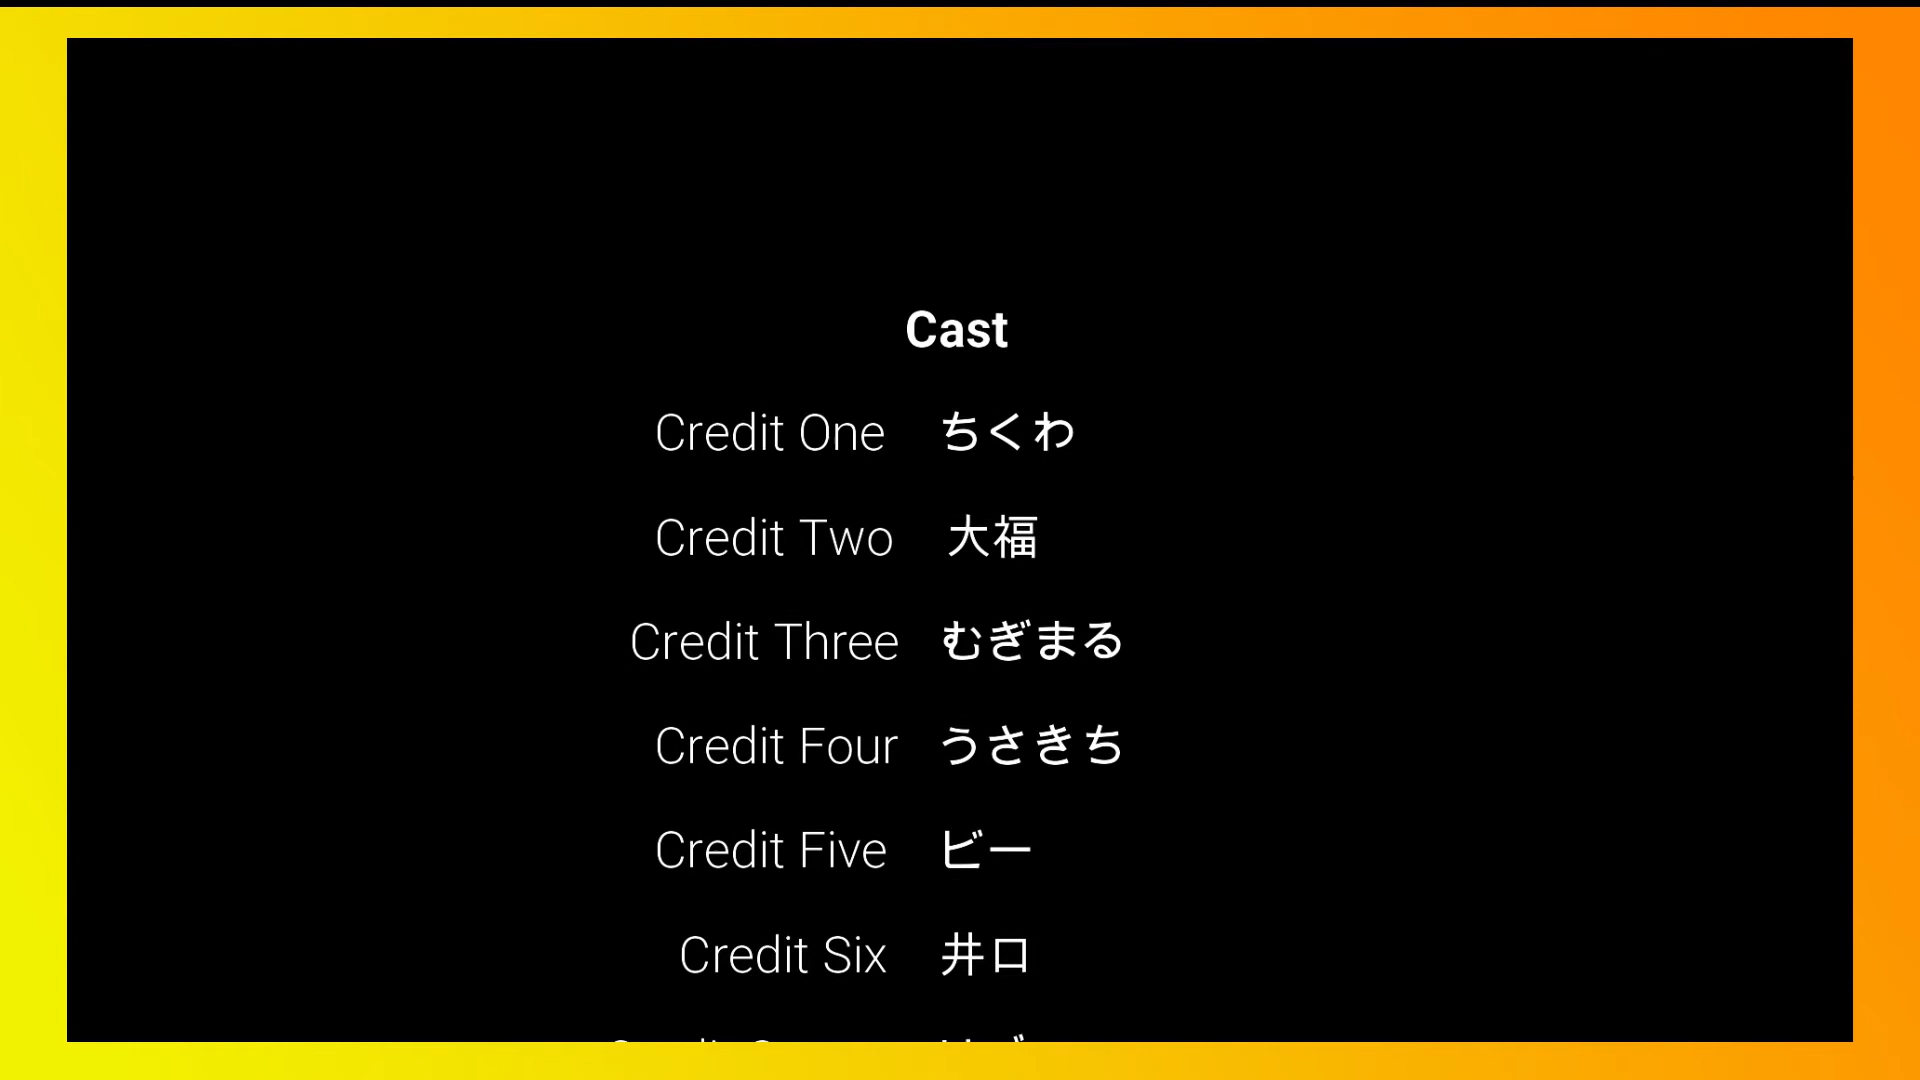 Cast
Credit One ちくわ
Credit Two 大福
Credit Three むぎまる
Credit Four うさきち
Credit Five ビー
Credit Six 井口